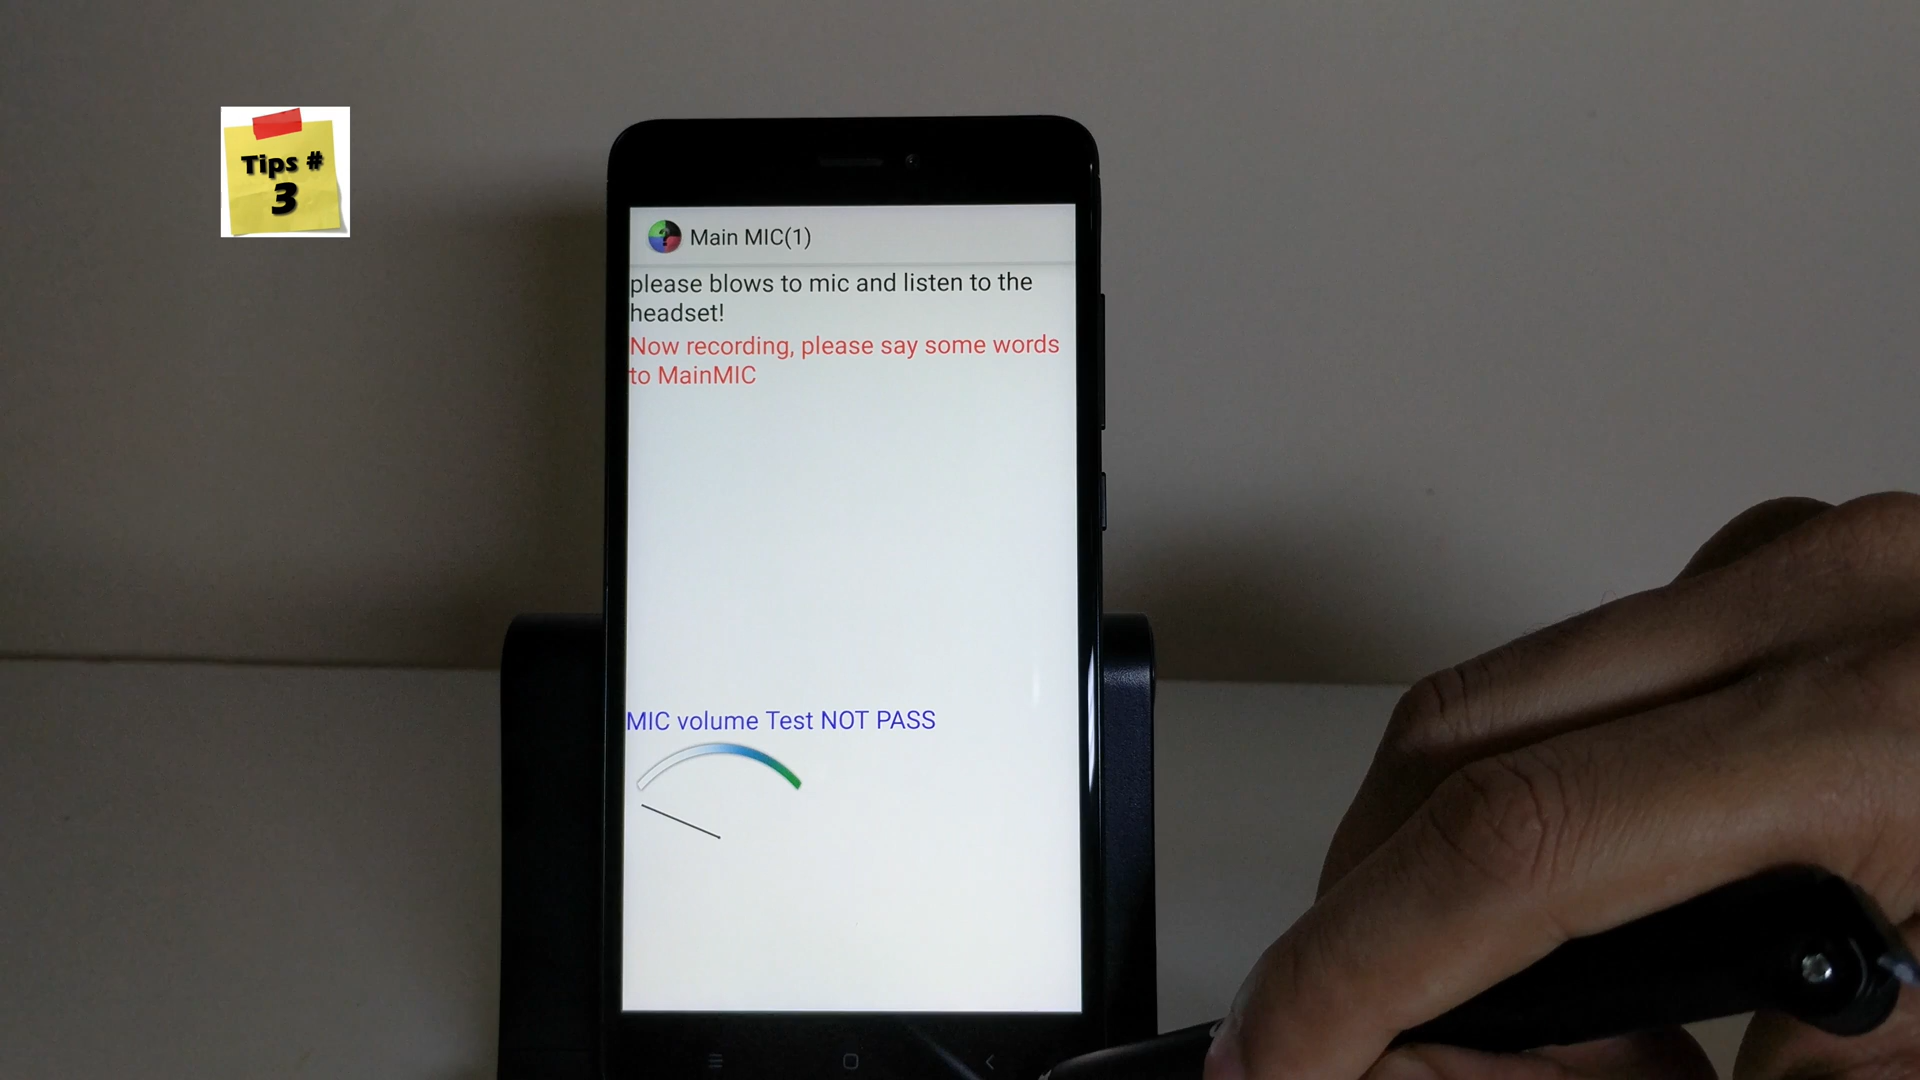 Tips #
3
Main MIC(1)
please blows to mic and listen to the
headset!
Now recording, please say some words
to MainMIC
MIC volume Test NOT PASS